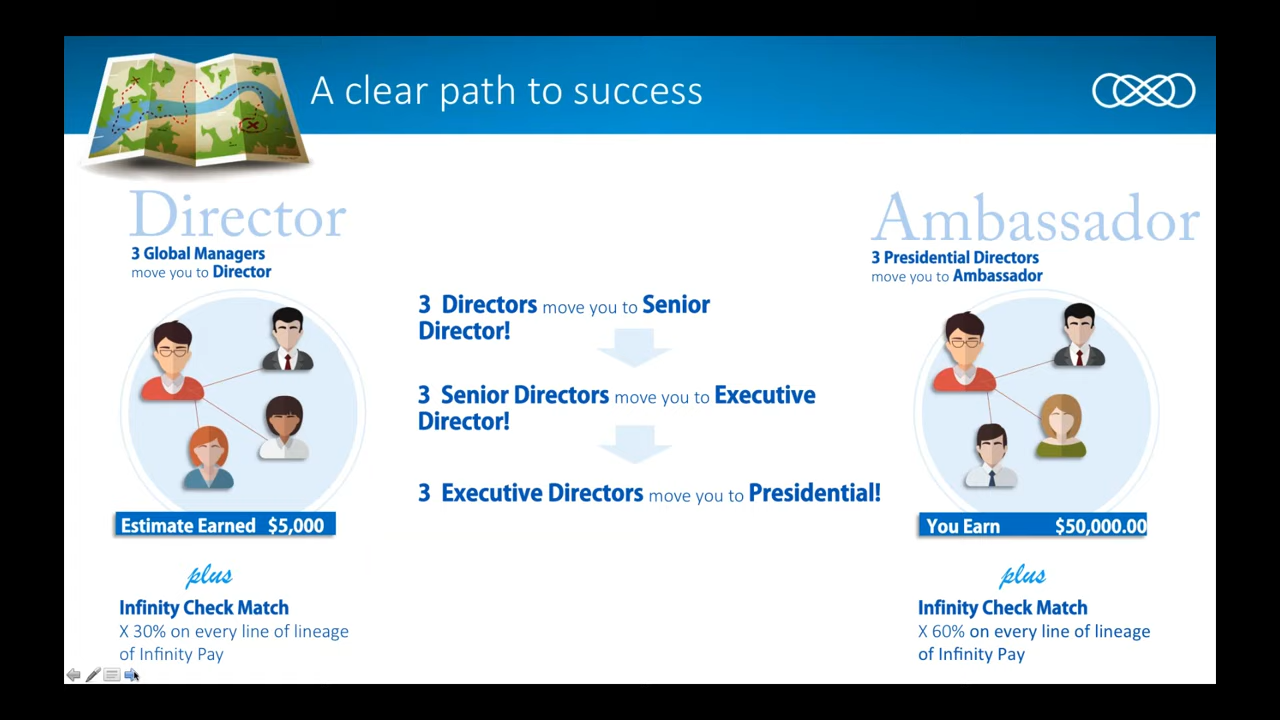 A clear path to success
Director
3 Global Managers
move you to Director
Ambassador
3 Presidential Directors
move you to Ambassador
3 Directors move you to Senior
Director!
3 Senior Directors move you to Executive
Director!
3 Executive Directors move you to Presidential!
Estimate Earned $5,000
plus
Infinity Check Match
X 30% on every line of lineage
of Infinity Pay
You Earn $50,000.00
plus
Infinity Check Match
X 60% on every line of lineage
of Infinity Pay